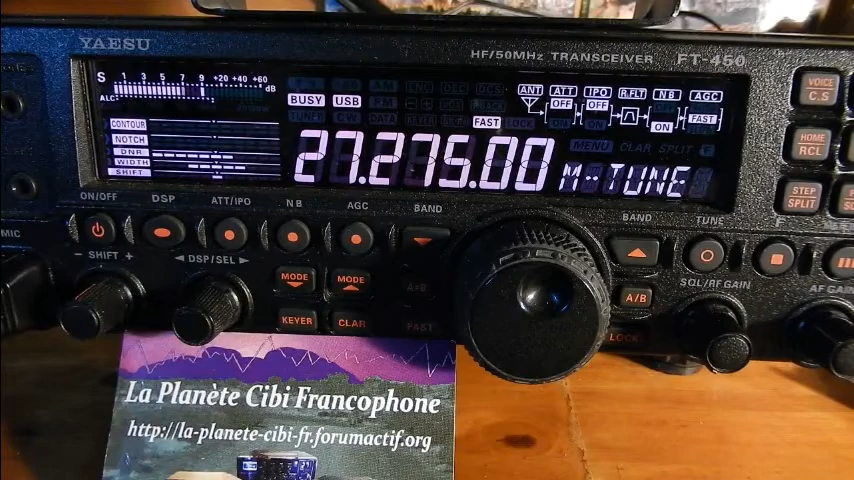 YAESU
HF/50MHz TRANSCEIVER FT-450
S 1 3 5 7 9 +20 +40 +60
ALC
BUSY USB
FAST
ANT ATT IPO R.FLT NB AGC
OFF OFF ON FAST
CONTOUR
NOTCH
DNR
WIDTH
SHIFT
MENU CLAR SPLIT F
27.275.00 M-TUNE
VOICE
C.S
HOME
RCL
STEP
SPLIT
ON/OFF DSP ATT/IPO NB AGC BAND
BAND TUNE F
MIC
- SHIFT + ◄DSP/SEL►
MODE MODE A=B
KEYER CLAR FAST
A/B
SQL/RF GAIN AF GAIN
LOCK
La Planète Cibi Francophone
http://la-planete-cibi-fr.forumactif.org